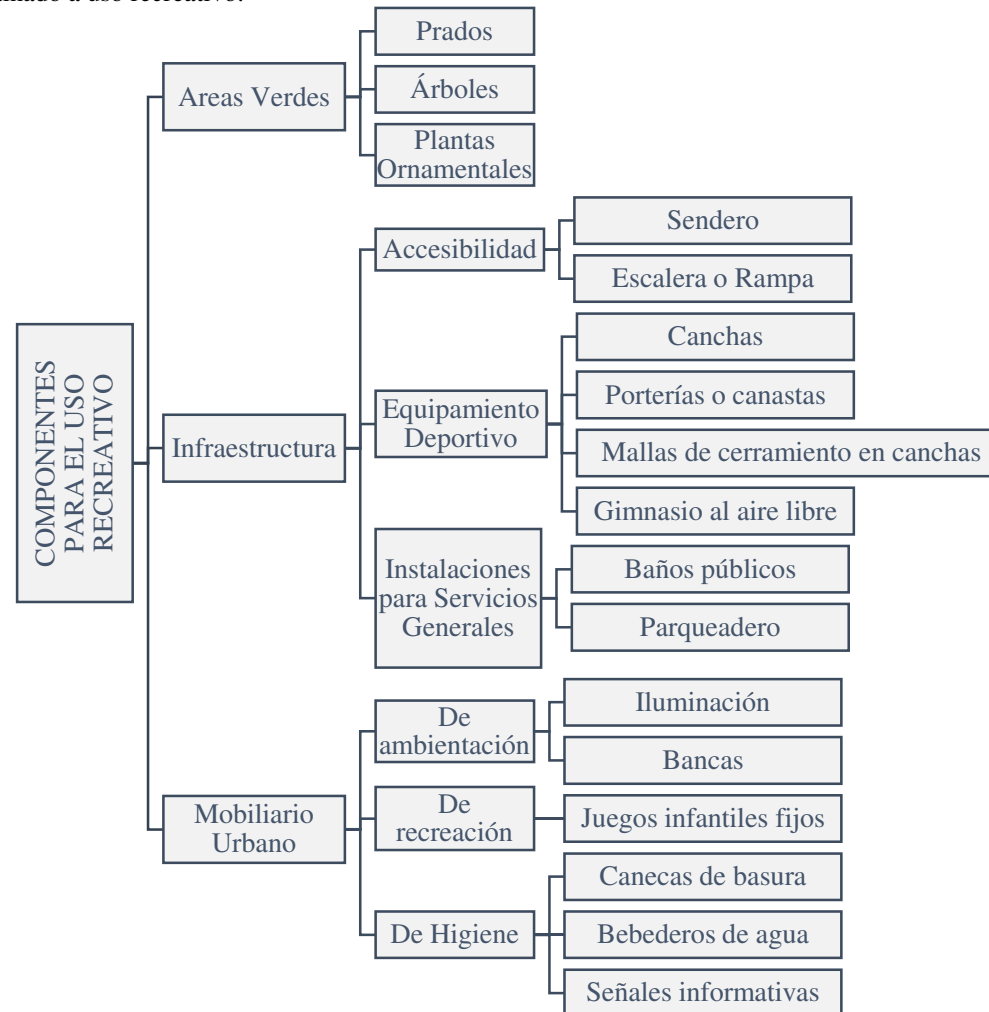 a uso recreativo.
COMPONENTES
PARA EL USO
RECREATIVO
Areas Verdes
Prados
Árboles
Plantas
Ornamentales
Infraestructura
Accesibilidad
Sendero
Escalera o Rampa
Equipamiento
Deportivo
Canchas
Porterías o canastas
Mallas de cerramiento en canchas
Gimnasio al aire libre
Instalaciones
para Servicios
Generales
Baños públicos
Parqueadero
Mobiliario
Urbano
De
ambientación
Iluminación
Bancas
De
recreación
Juegos infantiles fijos
De Higiene
Canecas de basura
Bebederos de agua
Señales informativas